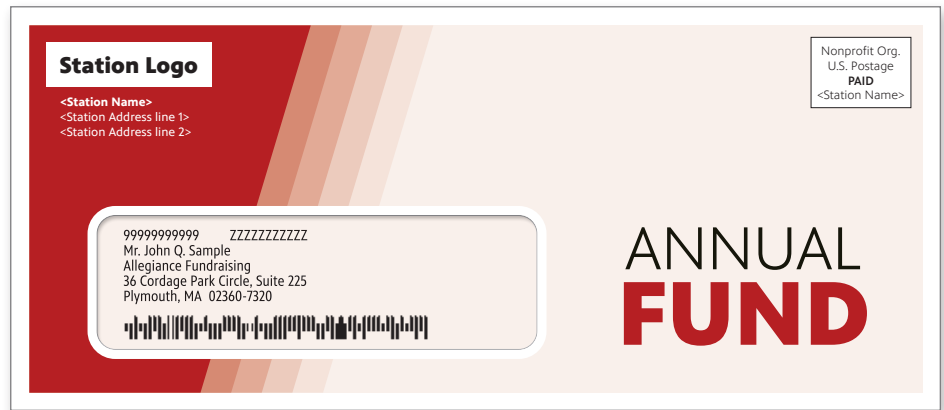 Station Logo
<Station Name>
<Station Address line 1>
<Station Address line 2>
Nonprofit Org.
U.S. Postage
PAID
<Station Name>
99999999999 ZZZZZZZZZZZ
Mr. John Q. Sample
Allegiance Fundraising
36 Cordage Park Circle, Suite 225
Plymouth, MA 02360-7320
ANNUAL
FUND